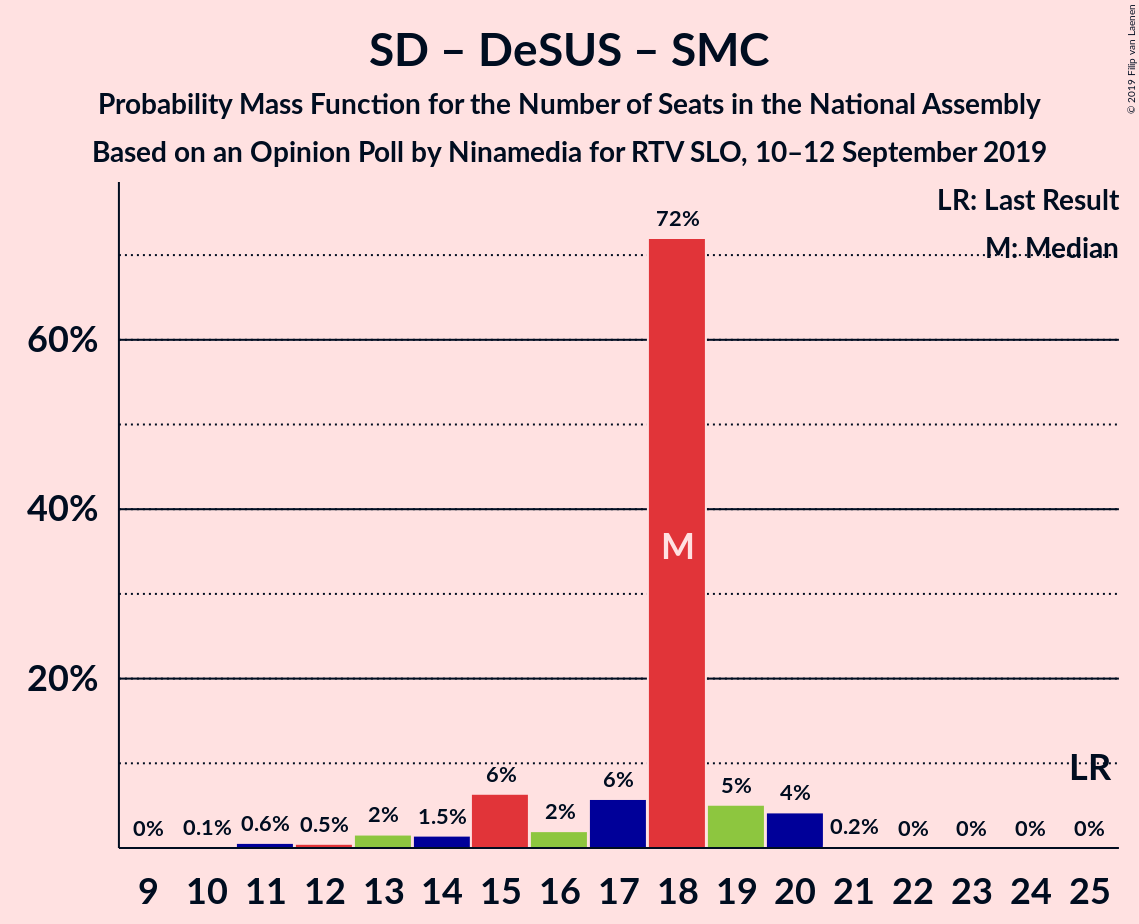 SD – DeSUS – SMC
Probability Mass Function for the Number of Seats in the National Assembly
Based on an Opinion Poll by Ninamedia for RTV SLO, 10–12 September 2019
© 2019 Filip van Laenen
LR: Last Result
M: Median
60%
40%
20%
0%
0.1%
0.6%
0.5%
2%
1.5%
6%
2%
6%
72%
5%
4%
0.2%
0%
0%
0%
0%
M
LR
9 10 11 12 13 14 15 16 17 18 19 20 21 22 23 24 25